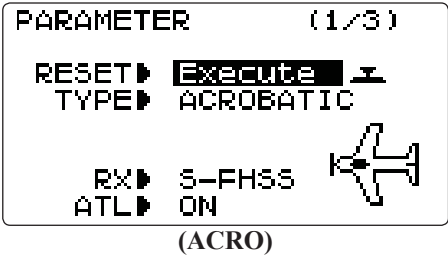 PARAMETER (1/3)
RESET▶ Execute
TYPE▶ ACROBATIC
RX▶ S-FHSS
ATL▶ ON
(ACRO)